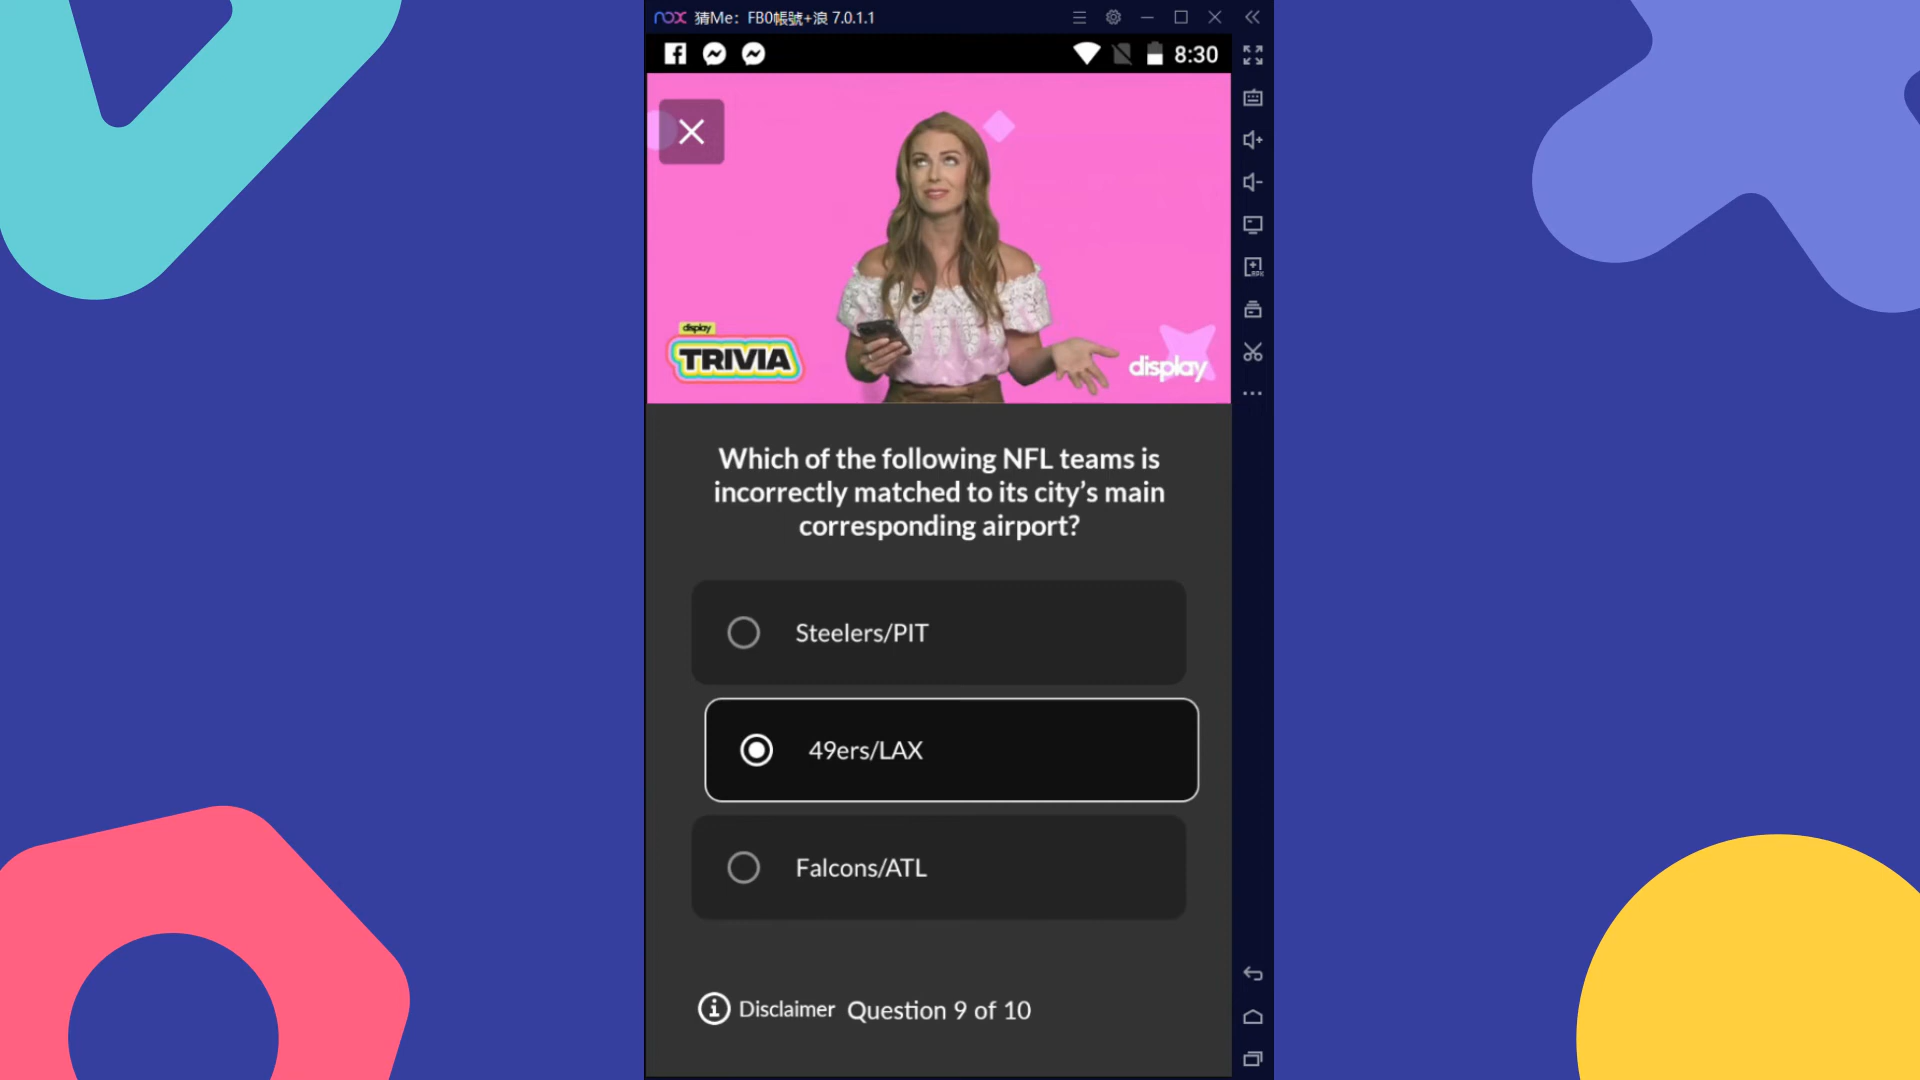 nox 猜Me：FB0帳號+浪 7.0.1.1
8:30
display
TRIVIA
display
Which of the following NFL teams is
incorrectly matched to its city’s main
corresponding airport?
Steelers/PIT
49ers/LAX
Falcons/ATL
Disclaimer Question 9 of 10